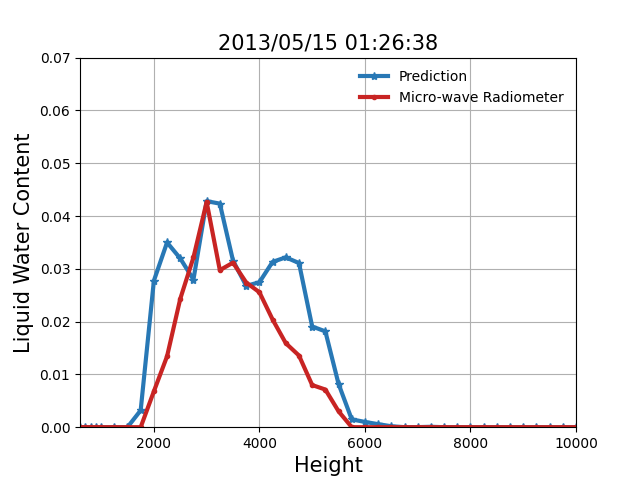 2013/05/15 01:26:38
Prediction
Micro-wave Radiometer
Liquid Water Content
0.07
0.06
0.05
0.04
0.03
0.02
0.01
0.00
2000 4000 6000 8000 10000
Height